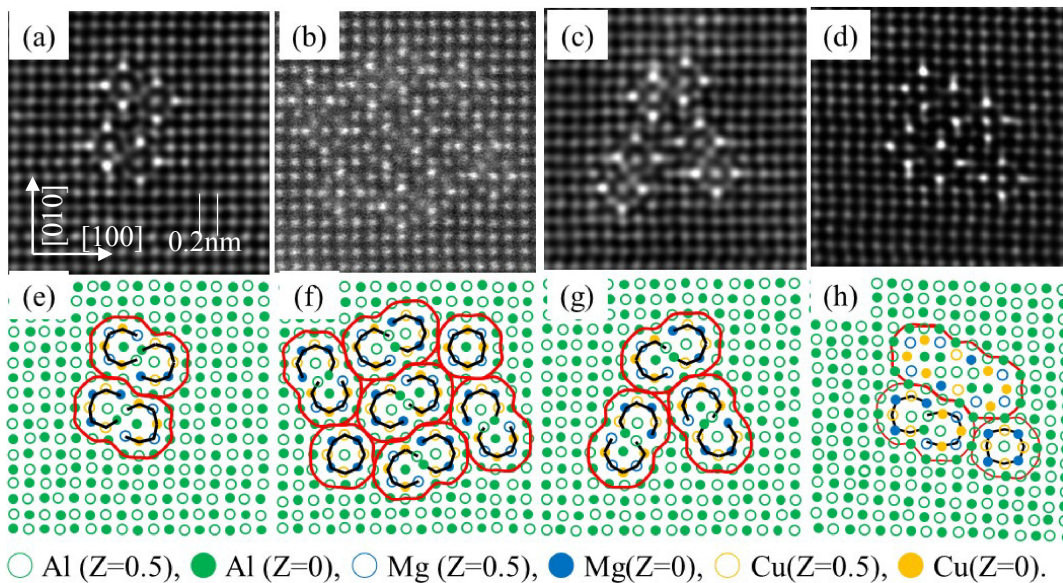 (a) (b) (c) (d)
[010]
[100] 0.2nm
(e) (f) (g) (h)
Al (Z=0.5), Al (Z=0), Mg (Z=0.5), Mg(Z=0), Cu(Z=0.5), Cu(Z=0).